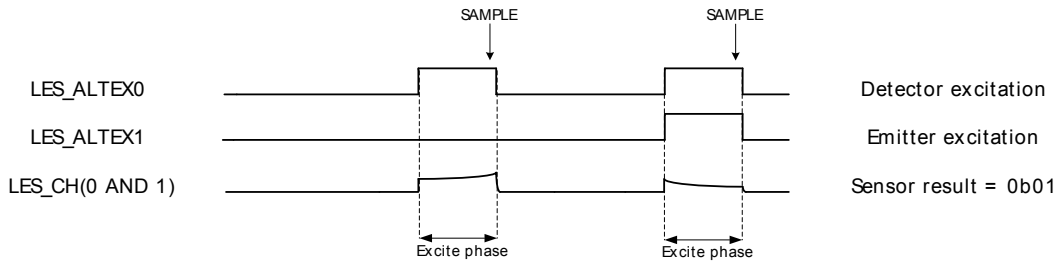 SAMPLE SAMPLE
LES_ALTEX0 Detector excitation
LES_ALTEX1 Emitter excitation
LES_CH(0 AND 1) Sensor result = 0b01
Excite phase Excite phase